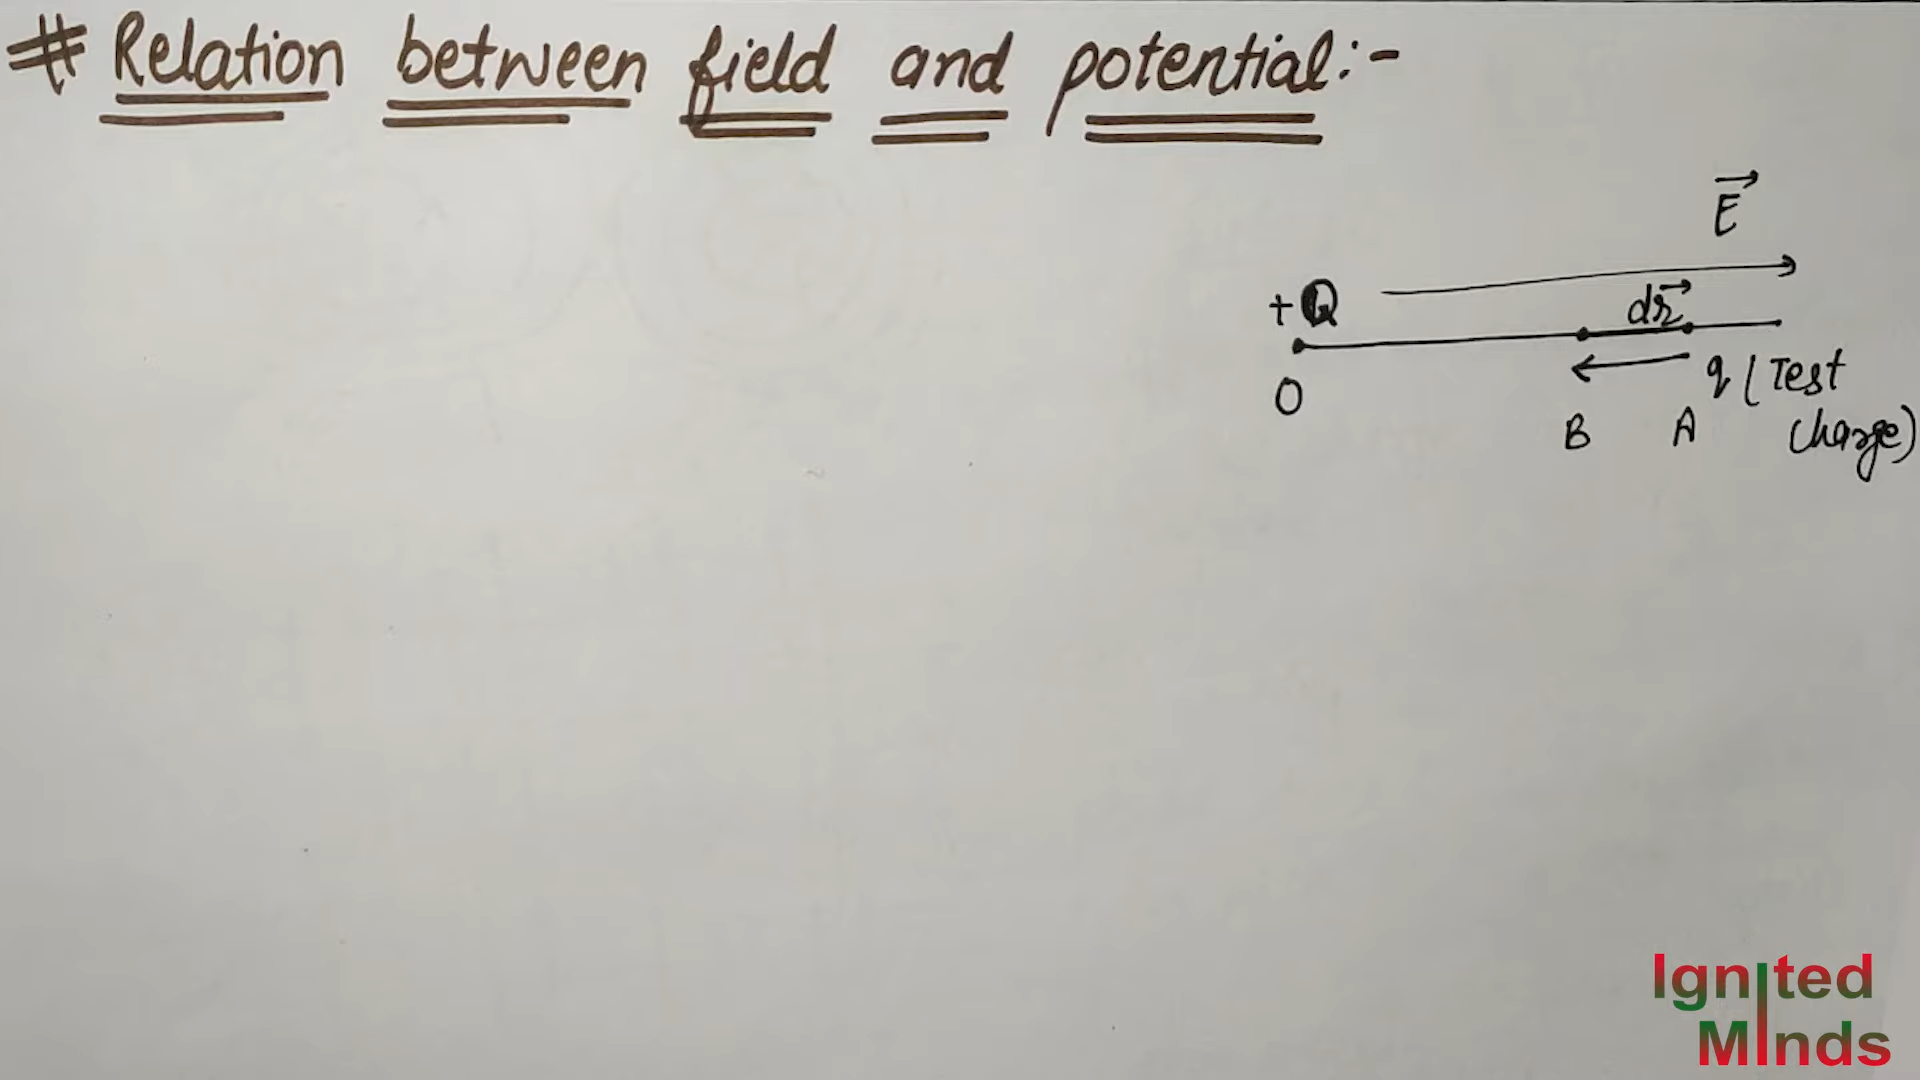 # Relation between field and potential:-
E
+Q
dr
q (Test
charge)
O
B
A
Ignited
Minds